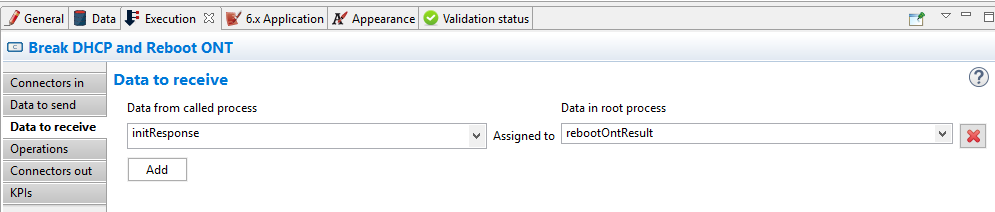 General Data Execution 6.x Application Appearance Validation status
Break DHCP and Reboot ONT
Connectors in
Data to send
Data to receive
Operations
Connectors out
KPIs
Data to receive
Data from called process Data in root process
initResponse Assigned to rebootOntResult
Add